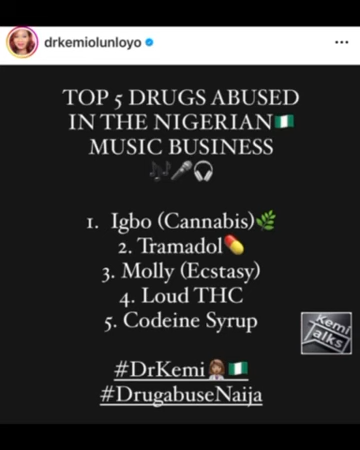 drkemiolunloyo
TOP 5 DRUGS ABUSED
IN THE NIGERIAN🇳🇬
MUSIC BUSINESS
🎶🎤🎧
1. Igbo (Cannabis)🌿
2. Tramadol💊
3. Molly (Ecstasy)
4. Loud THC
5. Codeine Syrup
Kemi
Talks
#DrKemi👩🏽‍⚕️🇳🇬
#DrugabuseNaija